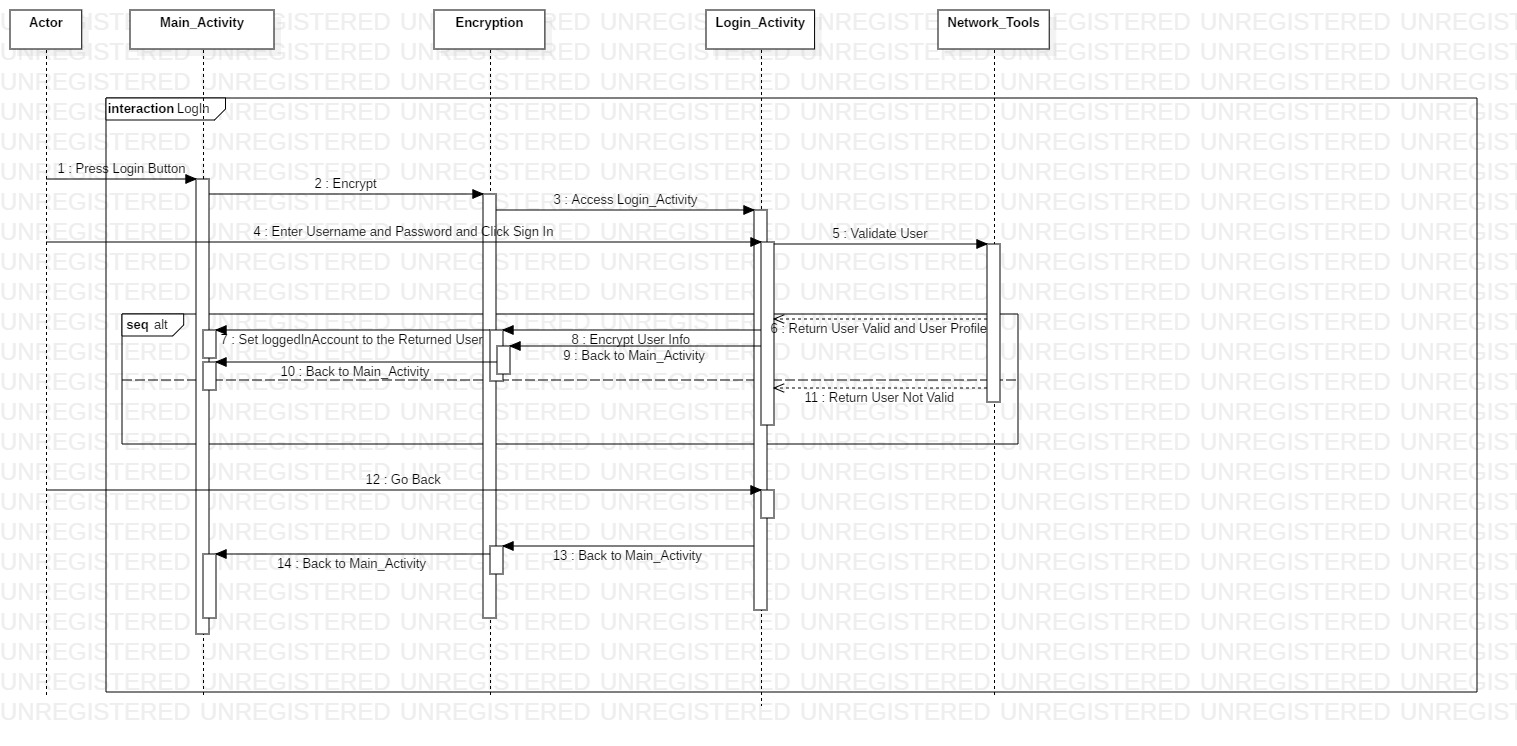 Actor Main_Activity Encryption Login_Activity Network_Tools
interaction LogIn
1 : Press Login Button
2 : Encrypt
3 : Access Login_Activity
4 : Enter Username and Password and Click Sign In
5 : Validate User
seq alt
6 : Return User Valid and User Profile
7 : Set loggedInAccount to the Returned User
8 : Encrypt User Info
9 : Back to Main_Activity
10 : Back to Main_Activity
11 : Return User Not Valid
12 : Go Back
13 : Back to Main_Activity
14 : Back to Main_Activity
UNREGISTERED UNREGISTERED UNREGISTERED UNREGISTERED UNREGISTERED UNREGISTERED UNREGISTERED UNREGIST